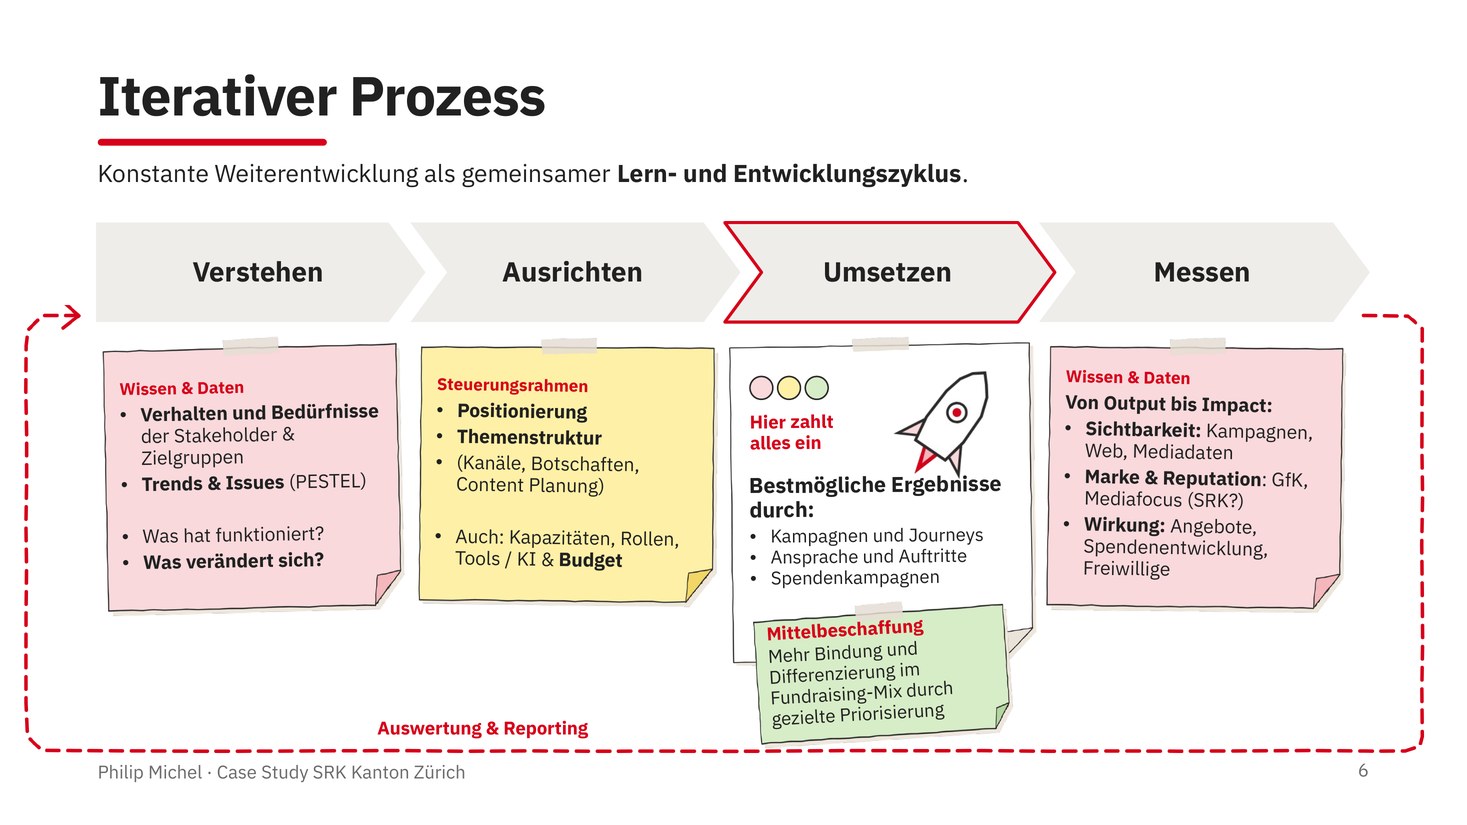 Iterativer Prozess
Konstante Weiterentwicklung als gemeinsamer Lern- und Entwicklungszyklus.
Verstehen
Ausrichten
Umsetzen
Messen
Wissen & Daten
• Verhalten und Bedürfnisse
der Stakeholder &
Zielgruppen
• Trends & Issues (PESTEL)
• Was hat funktioniert?
• Was verändert sich?
Steuerungsrahmen
• Positionierung
• Themenstruktur
• (Kanäle, Botschaften,
Content Planung)
• Auch: Kapazitäten, Rollen,
Tools / KI & Budget
Hier zahlt
alles ein
Bestmögliche Ergebnisse
durch:
• Kampagnen und Journeys
• Ansprache und Auftritte
• Spendenkampagnen
Mittelbeschaffung
Mehr Bindung und
Differenzierung im
Fundraising-Mix durch
gezielte Priorisierung
Wissen & Daten
Von Output bis Impact:
• Sichtbarkeit: Kampagnen,
Web, Mediadaten
• Marke & Reputation: GfK,
Mediafocus (SRK?)
• Wirkung: Angebote,
Spendenentwicklung,
Freiwillige
Auswertung & Reporting
Philip Michel · Case Study SRK Kanton Zürich
6